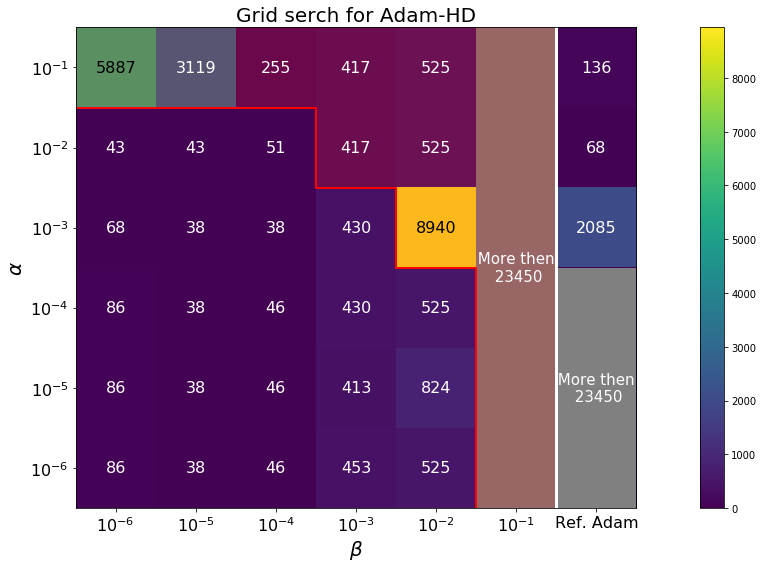 Grid serch for Adam-HD
10⁻¹ 5887 3119 255 417 525 136
10⁻² 43 43 51 417 525 68
10⁻³ 68 38 38 430 8940 2085
More then
23450
10⁻⁴ 86 38 46 430 525
10⁻⁵ 86 38 46 413 824
More then
23450
10⁻⁶ 86 38 46 453 525
α
10⁻⁶ 10⁻⁵ 10⁻⁴ 10⁻³ 10⁻² 10⁻¹ Ref. Adam
β
8000
7000
6000
5000
4000
3000
2000
1000
0